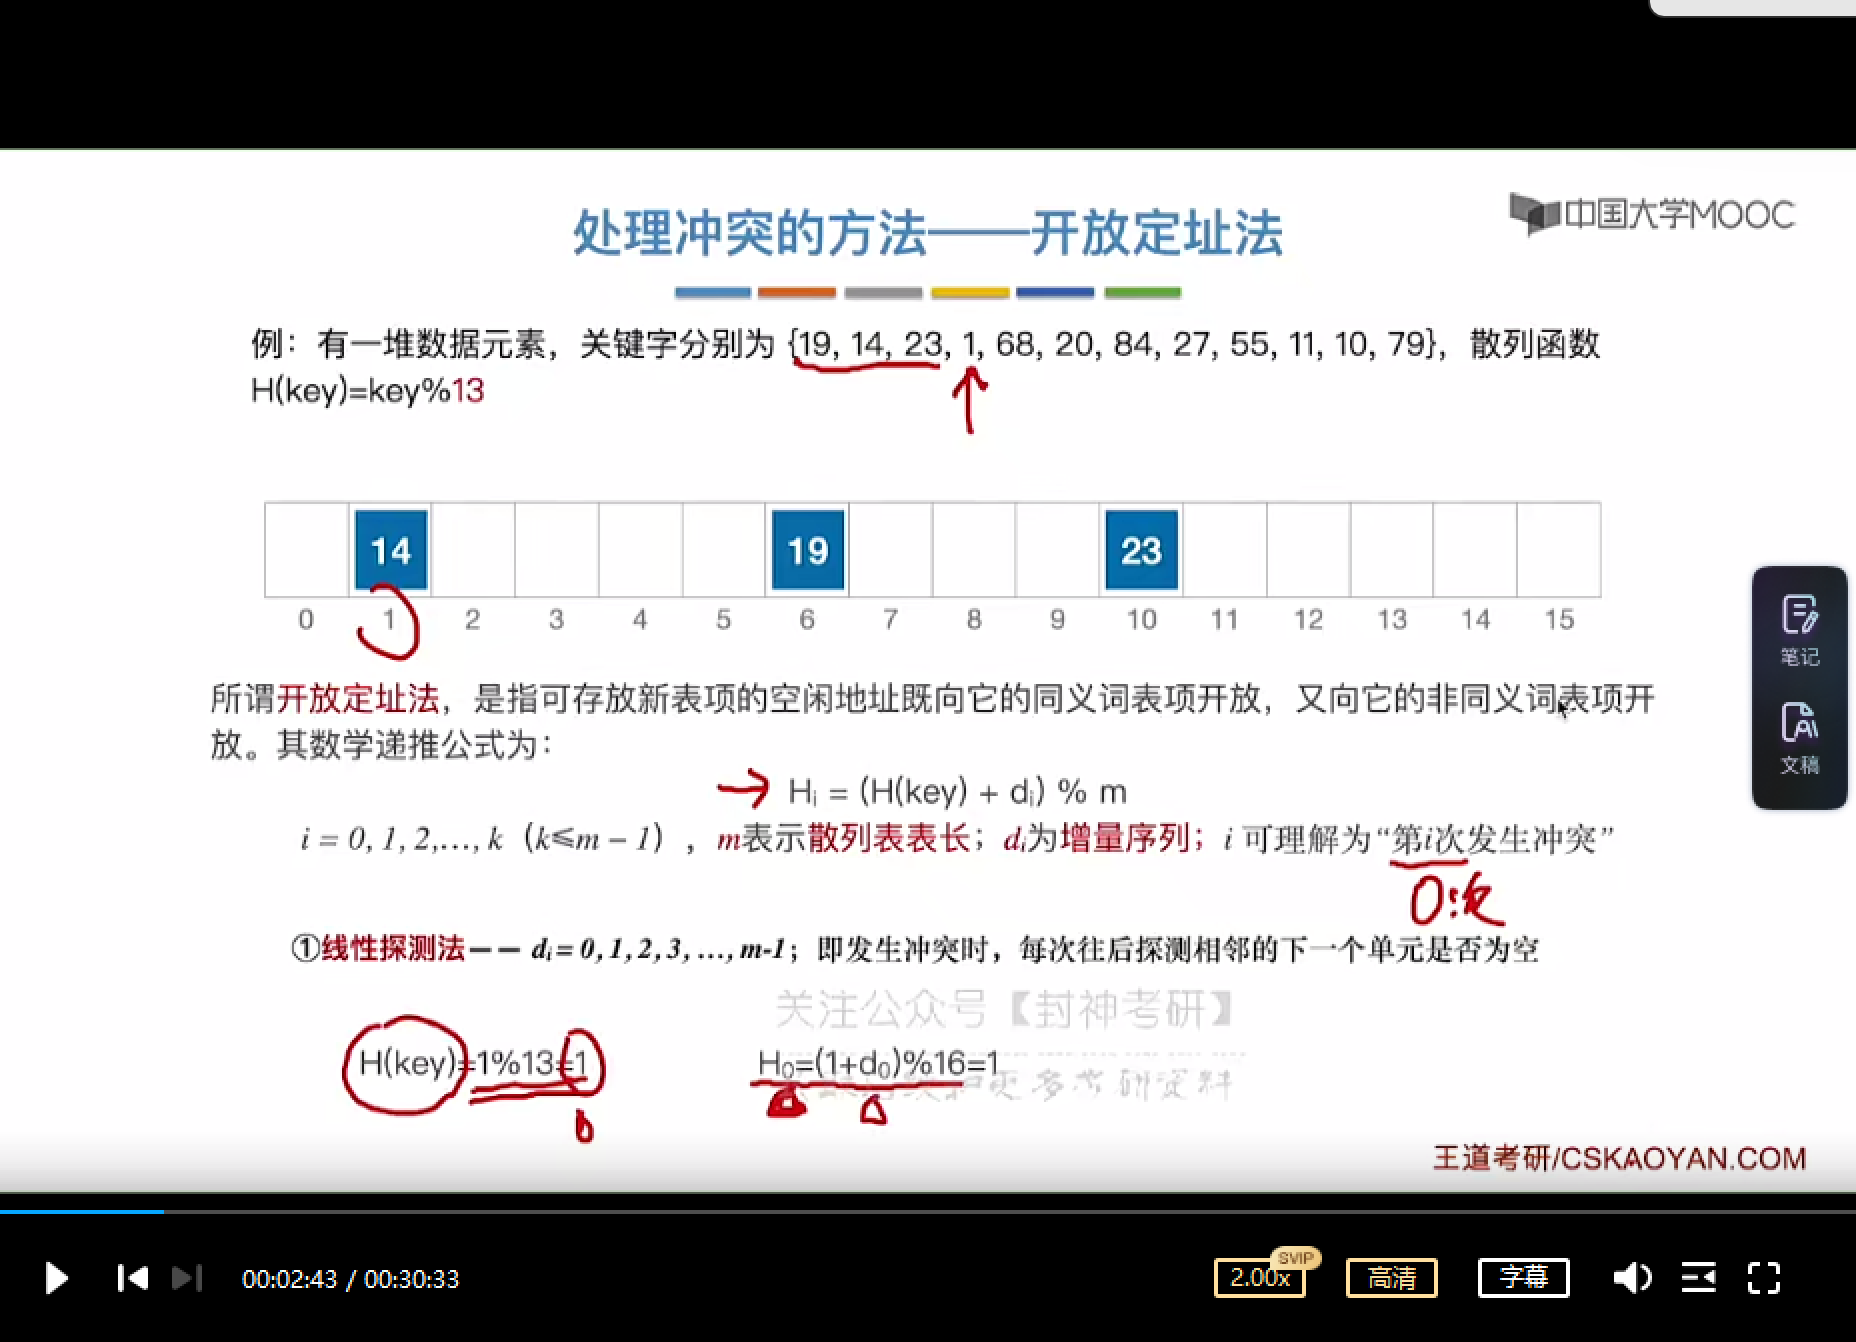 处理冲突的方法——开放定址法
中国大学MOOC
例：有一堆数据元素，关键字分别为 {19, 14, 23, 1, 68, 20, 84, 27, 55, 11, 10, 79}，散列函数
H(key)=key%13
14 19 23
0 1 2 3 4 5 6 7 8 9 10 11 12 13 14 15
笔记
文稿
所谓开放定址法，是指可存放新表项的空闲地址既向它的同义词表项开放，又向它的非同义词表项开
放。其数学递推公式为：
Hᵢ = (H(key) + dᵢ) % m
i = 0, 1, 2,…, k（k≤m – 1），m表示散列表表长；dᵢ为增量序列；i 可理解为“第i次发生冲突”
0次
①线性探测法—— dᵢ = 0, 1, 2, 3, …, m-1；即发生冲突时，每次往后探测相邻的下一个单元是否为空
关注公众号【封神考研】
H(key)=1%13=1 H₀=(1+d₀)%16=1
更多考研资料
王道考研/CSKAOYAN.COM
00:02:43 / 00:30:33
2.00x
SVIP
高清
字幕